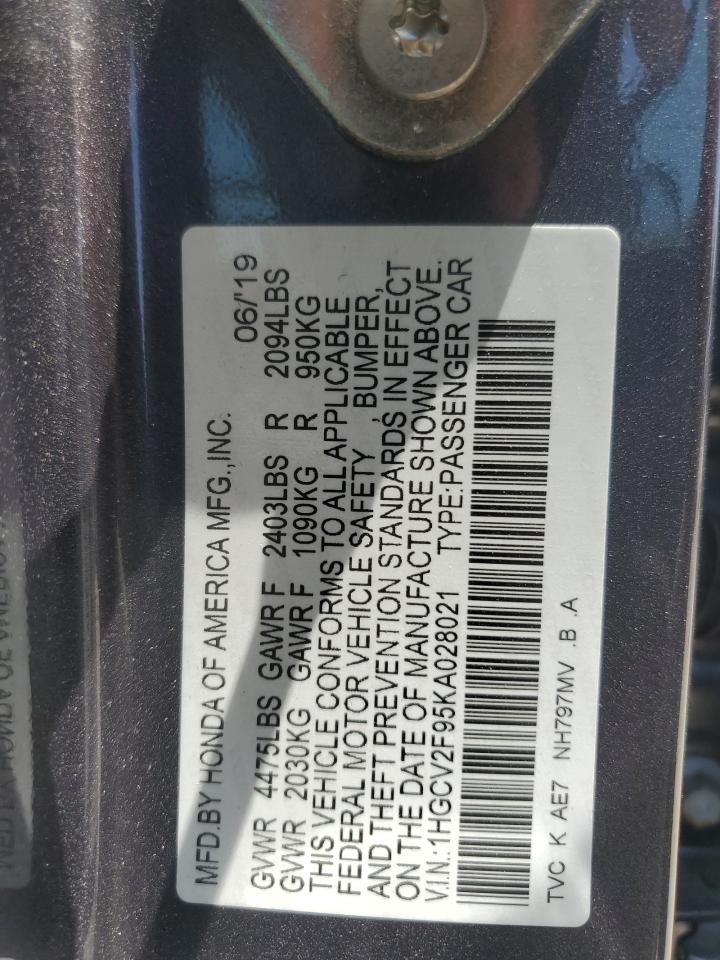 MFD.BY HONDA OF AMERICA MFG.,INC. 06/'19
GVWR 4475LBS GAWR F 2403LBS R 2094LBS
GVWR 2030KG GAWR F 1090KG R 950KG
THIS VEHICLE CONFORMS TO ALL APPLICABLE
FEDERAL MOTOR VEHICLE SAFETY , BUMPER,
AND THEFT PREVENTION STANDARDS, IN EFFECT
ON THE DATE OF MANUFACTURE SHOWN ABOVE.
V.I.N.:1HGCV2F95KA028021 TYPE:PASSENGER CAR
TVC K AE7 NH797MV .B .A